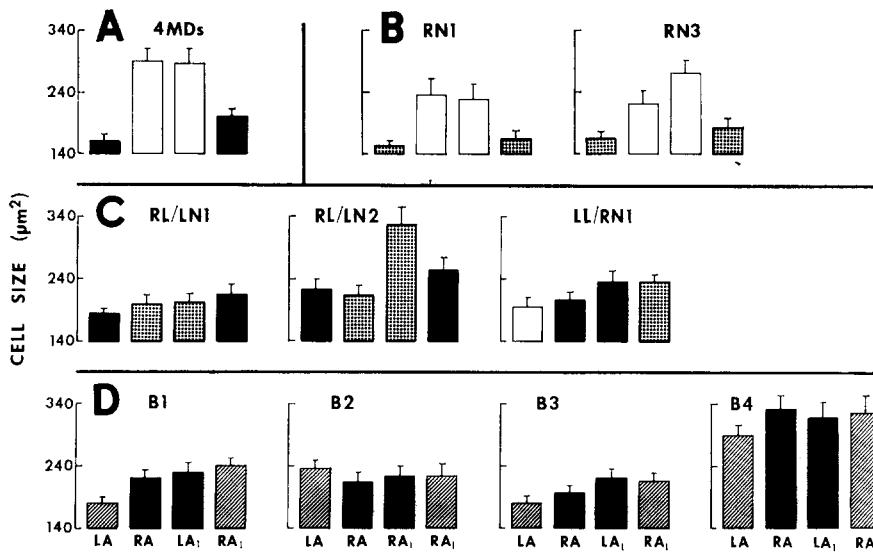 A 4MDs
B RN1 RN3
340
240
140
C RL/LN1 RL/LN2 LL/RN1
340
240
140
CELL SIZE (µm²)
D B1 B2 B3 B4
340
240
140
LA RA LA₁ RA₁ LA RA RA₁ RA₁ LA RA LA₁ RA₁ LA RA LA₁ RA